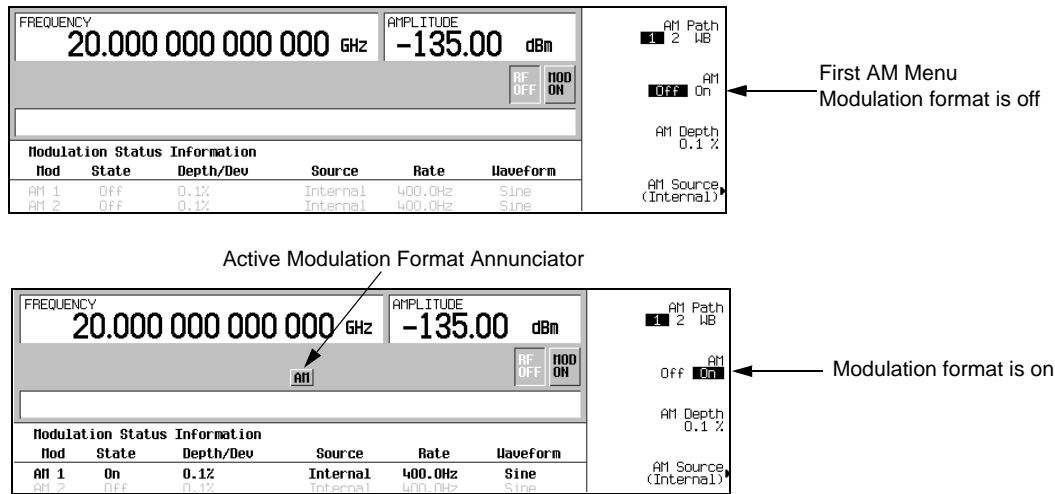 FREQUENCY
20.000 000 000 000 GHz
AMPLITUDE
-135.00 dBm
RF OFF
MOD ON
Modulation Status Information
Mod State Depth/Dev Source Rate Waveform
AM 1 Off 0.1% Internal 400.0Hz Sine
AM 2 Off 0.1% Internal 400.0Hz Sine
AM Path
1 2 WB
AM
Off On
AM Depth
0.1 %
AM Source
(Internal)
First AM Menu
Modulation format is off
Active Modulation Format Annunciator
FREQUENCY
20.000 000 000 000 GHz
AMPLITUDE
-135.00 dBm
AM
RF OFF
MOD ON
Modulation Status Information
Mod State Depth/Dev Source Rate Waveform
AM 1 On 0.1% Internal 400.0Hz Sine
AM 2 Off 0.1% Internal 400.0Hz Sine
AM Path
1 2 WB
AM
Off On
AM Depth
0.1 %
AM Source
(Internal)
Modulation format is on